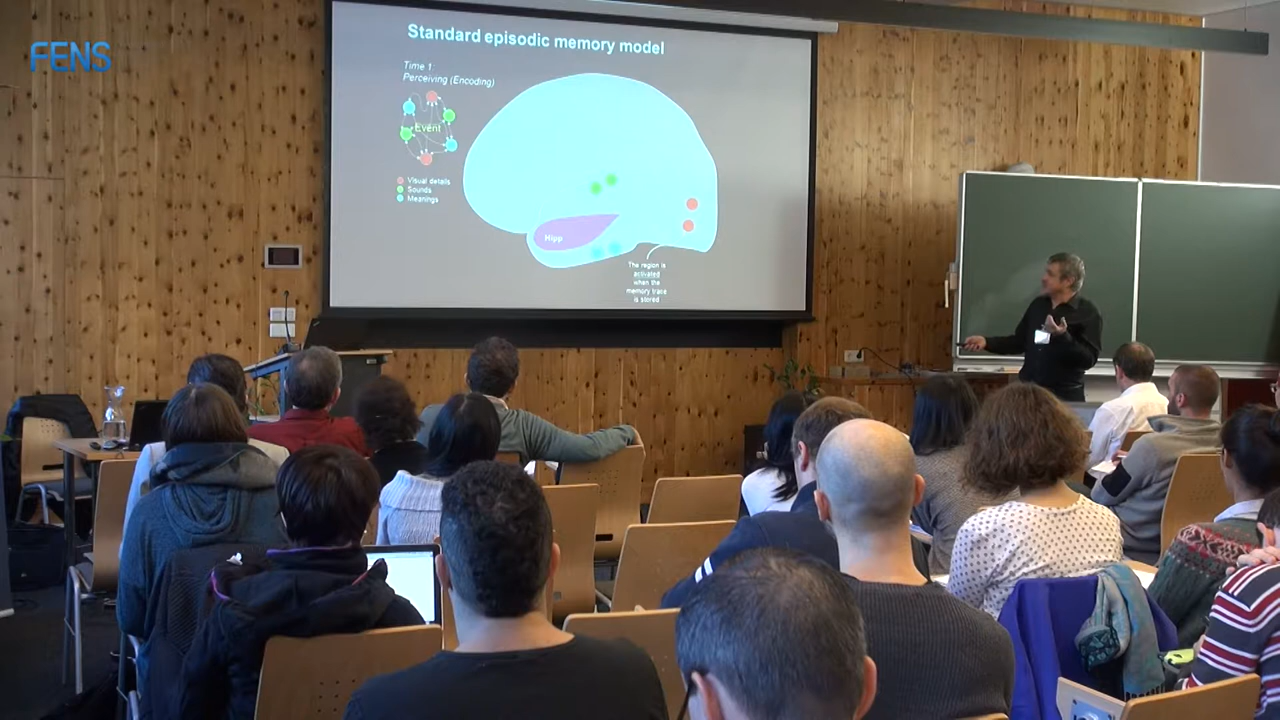 FENS
Standard episodic memory model
Time 1:
Perceiving (Encoding)
Event
Visual details
Sounds
Meanings
Hipp
The region is
activated
when the
memory trace
is stored